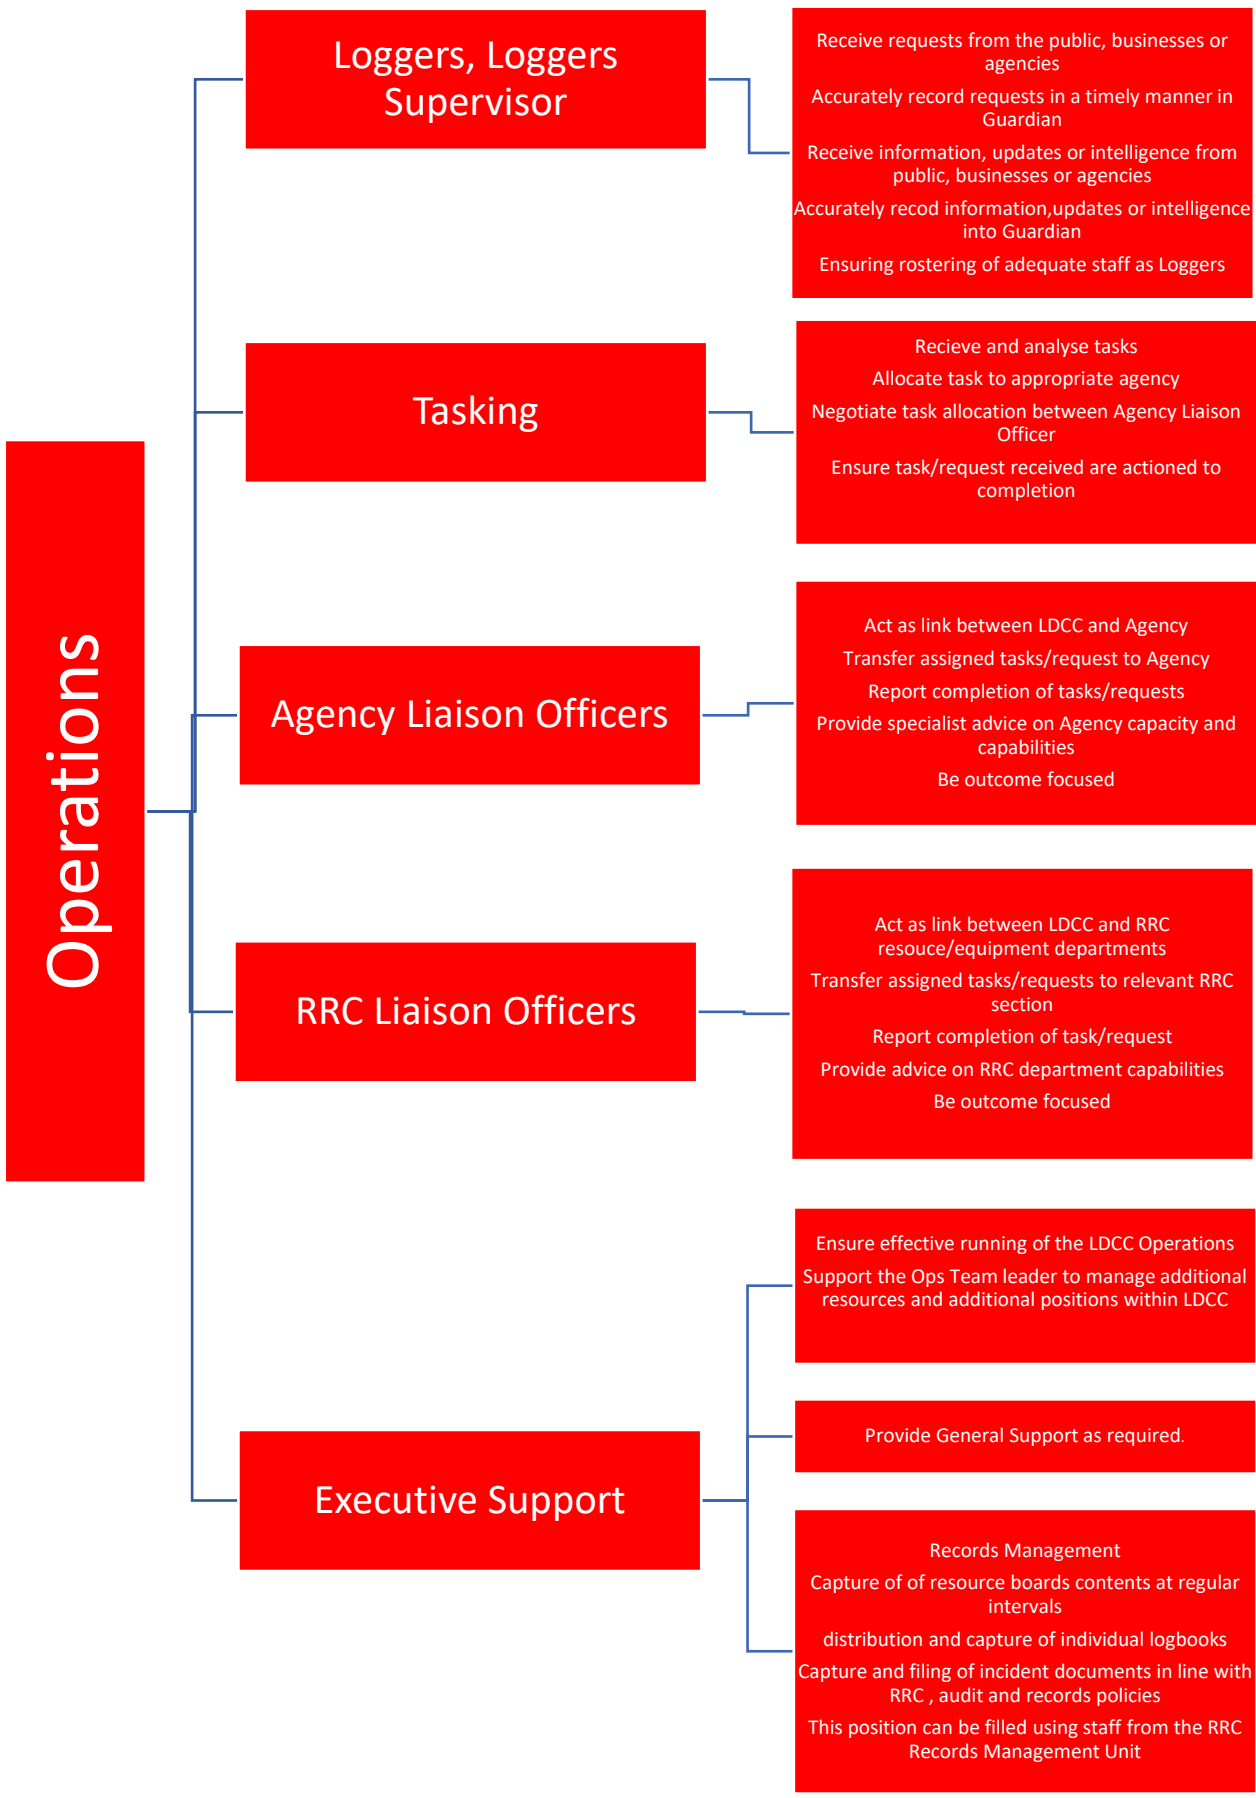 Operations
Loggers, Loggers
Supervisor
Receive requests from the public, businesses or
agencies
Accurately record requests in a timely manner in
Guardian
Receive information, updates or intelligence from
public, businesses or agencies
Accurately recod information,updates or intelligence
into Guardian
Ensuring rostering of adequate staff as Loggers
Tasking
Recieve and analyse tasks
Allocate task to appropriate agency
Negotiate task allocation between Agency Liaison
Officer
Ensure task/request received are actioned to
completion
Agency Liaison Officers
Act as link between LDCC and Agency
Transfer assigned tasks/request to Agency
Report completion of tasks/requests
Provide specialist advice on Agency capacity and
capabilities
Be outcome focused
RRC Liaison Officers
Act as link between LDCC and RRC
resouce/equipment departments
Transfer assigned tasks/requests to relevant RRC
section
Report completion of task/request
Provide advice on RRC department capabilities
Be outcome focused
Executive Support
Ensure effective running of the LDCC Operations
Support the Ops Team leader to manage additional
resources and additional positions within LDCC
Provide General Support as required.
Records Management
Capture of of resource boards contents at regular
intervals
distribution and capture of individual logbooks
Capture and filing of incident documents in line with
RRC , audit and records policies
This position can be filled using staff from the RRC
Records Management Unit